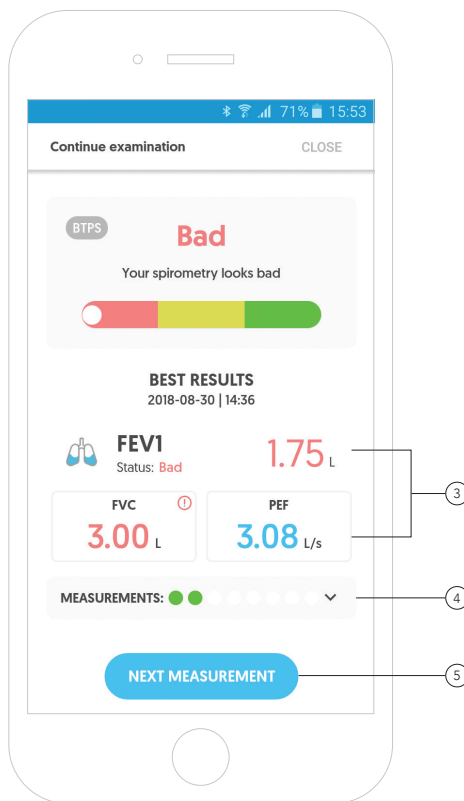 71% 15:53
Continue examination CLOSE
BTPS
Bad
Your spirometry looks bad
BEST RESULTS
2018-08-30 | 14:36
FEV1
Status: Bad
1.75 L
3
FVC
3.00 L
PEF
3.08 L/s
MEASUREMENTS:
4
NEXT MEASUREMENT
5